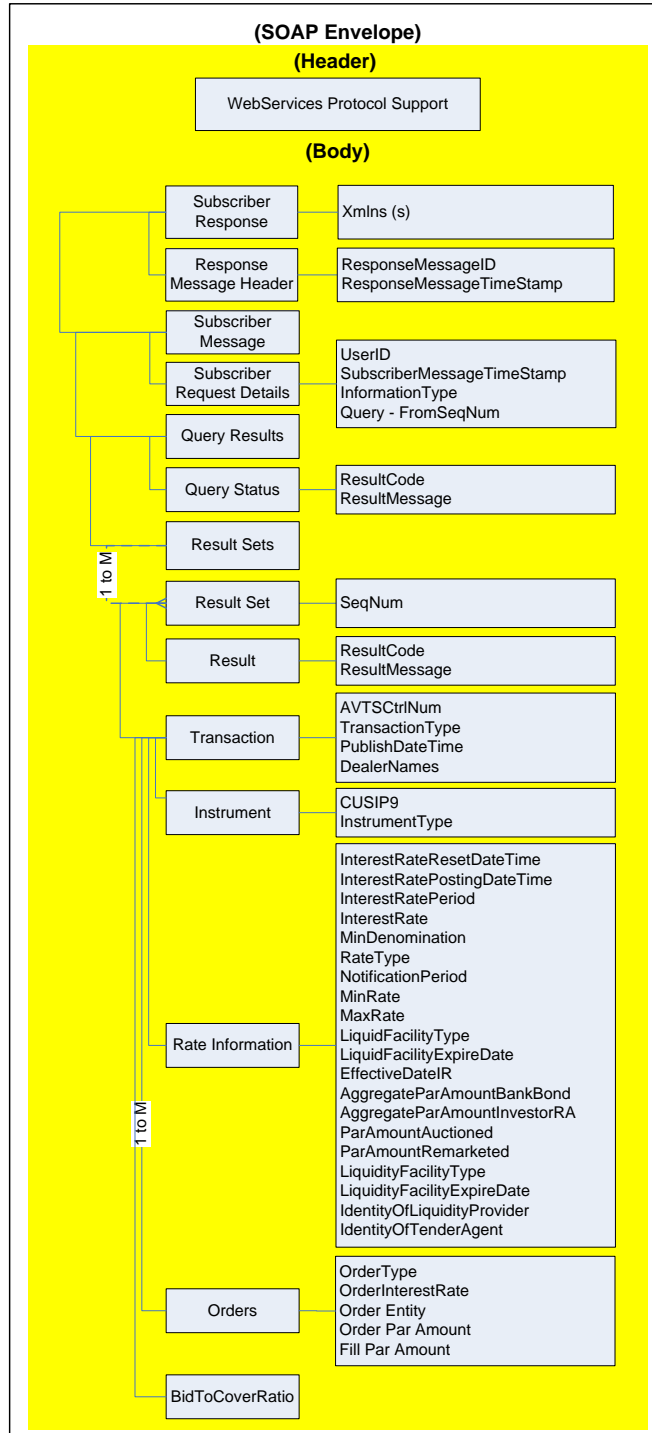 (SOAP Envelope)
(Header)
WebServices Protocol Support
(Body)
Subscriber
Response
Xmlns (s)
Response
Message Header
ResponseMessageID
ResponseMessageTimeStamp
Subscriber
Message
Subscriber
Request Details
UserID
SubscriberMessageTimeStamp
InformationType
Query - FromSeqNum
Query Results
Query Status
ResultCode
ResultMessage
Result Sets
1 to M
Result Set
SeqNum
Result
ResultCode
ResultMessage
Transaction
AVTSCtrlNum
TransactionType
PublishDateTime
DealerNames
Instrument
CUSIP9
InstrumentType
Rate Information
InterestRateResetDateTime
InterestRatePostingDateTime
InterestRatePeriod
InterestRate
MinDenomination
RateType
NotificationPeriod
MinRate
MaxRate
LiquidFacilityType
LiquidFacilityExpireDate
EffectiveDateIR
AggregateParAmountBankBond
AggregateParAmountInvestorRA
ParAmountAuctioned
ParAmountRemarketed
LiquidityFacilityType
LiquidityFacilityExpireDate
IdentityOfLiquidityProvider
IdentityOfTenderAgent
1 to M
Orders
OrderType
OrderInterestRate
Order Entity
Order Par Amount
Fill Par Amount
BidToCoverRatio